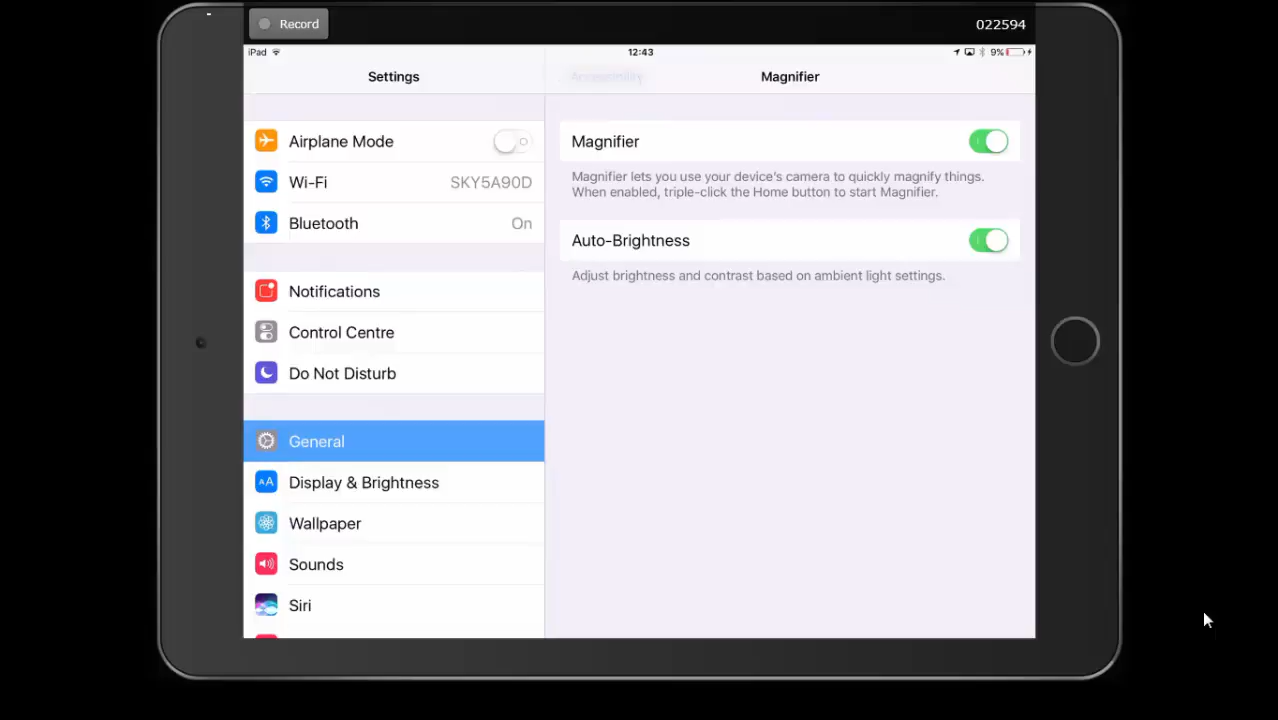 Record
022594
iPad
12:43
9%
Settings
Accessibility
Magnifier
Airplane Mode
Wi-Fi
SKY5A90D
Bluetooth
On
Notifications
Control Centre
Do Not Disturb
General
Display & Brightness
Wallpaper
Sounds
Siri
Magnifier
Magnifier lets you use your device's camera to quickly magnify things.
When enabled, triple-click the Home button to start Magnifier.
Auto-Brightness
Adjust brightness and contrast based on ambient light settings.